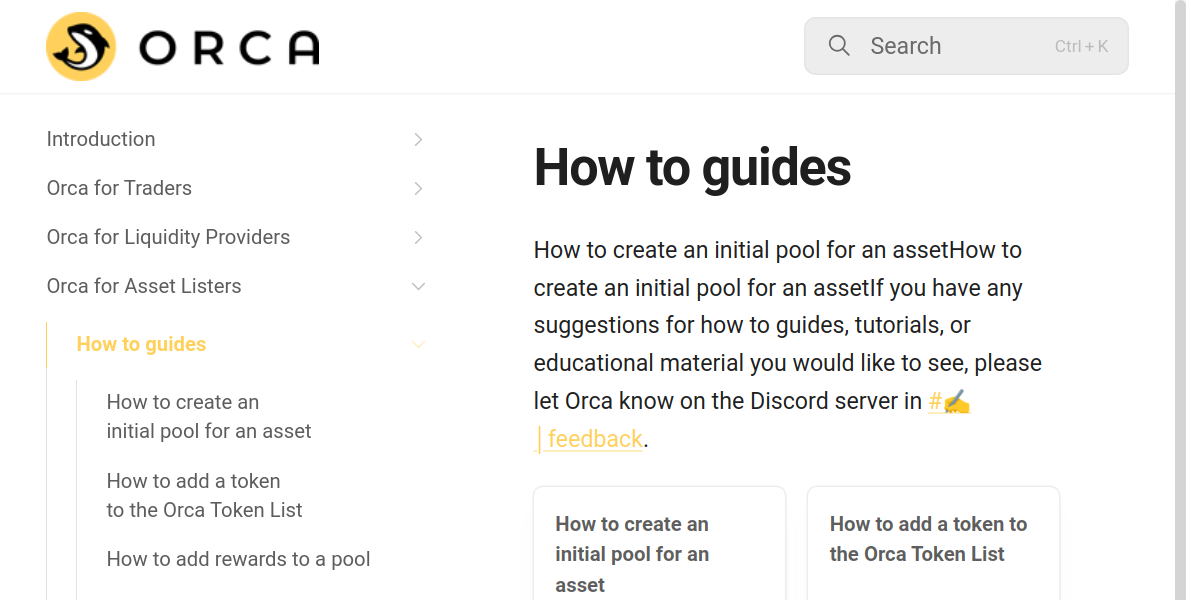 ORCA
Search
Ctrl + K
Introduction
Orca for Traders
Orca for Liquidity Providers
Orca for Asset Listers
How to guides
How to create an
initial pool for an asset
How to add a token
to the Orca Token List
How to add rewards to a pool
How to guides
How to create an initial pool for an assetHow to
create an initial pool for an assetIf you have any
suggestions for how to guides, tutorials, or
educational material you would like to see, please
let Orca know on the Discord server in #✍️
│feedback.
How to create an
initial pool for an
asset
How to add a token to
the Orca Token List